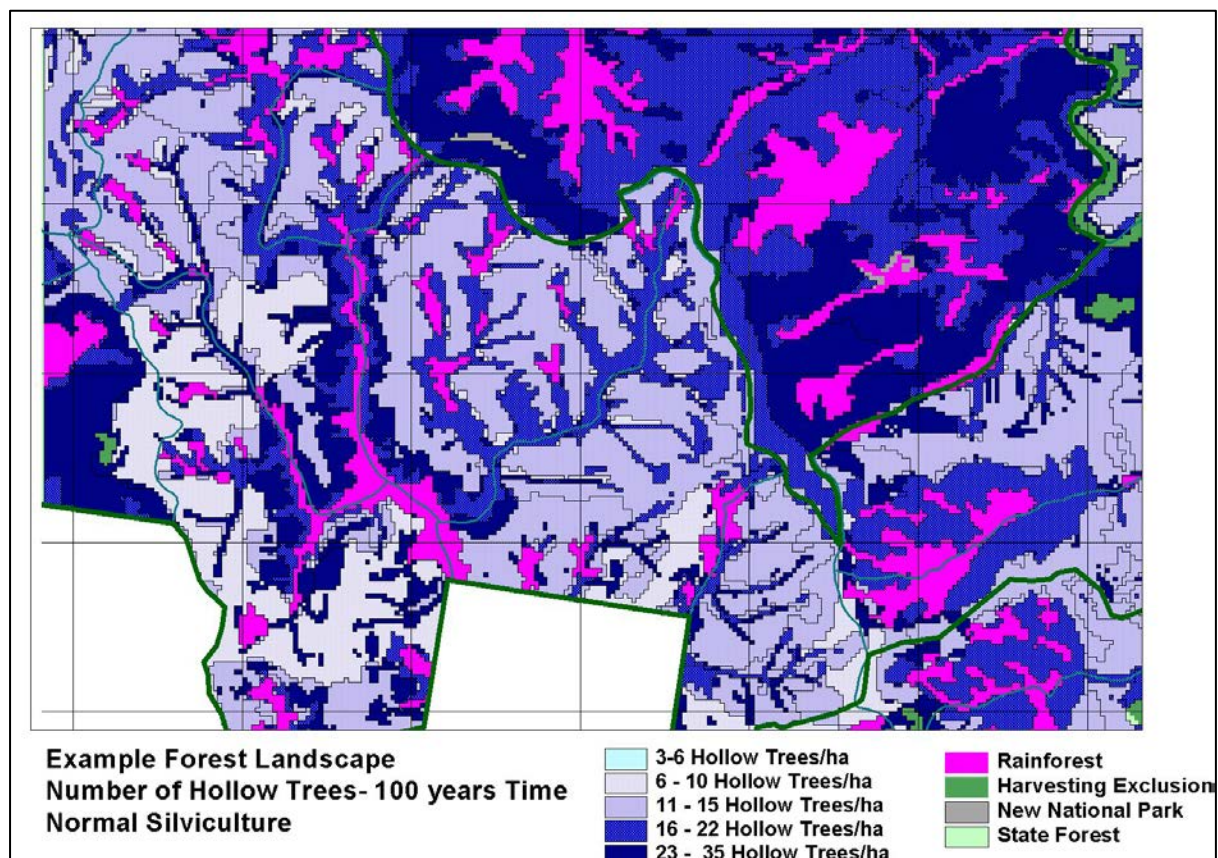 Example Forest Landscape
Number of Hollow Trees- 100 years Time
Normal Silviculture
3-6 Hollow Trees/ha
6 - 10 Hollow Trees/ha
11 - 15 Hollow Trees/ha
16 - 22 Hollow Trees/ha
23 - 35 Hollow Trees/ha
Rainforest
Harvesting Exclusion
New National Park
State Forest